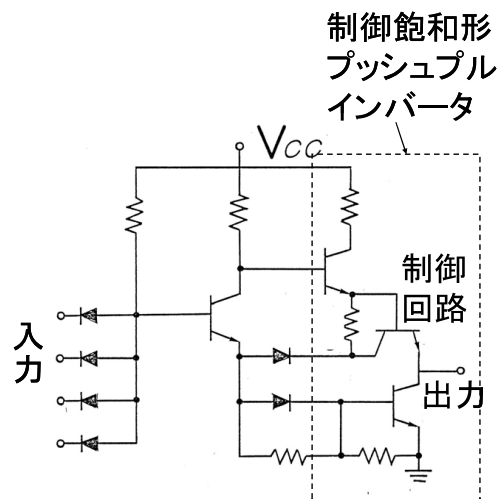 制御飽和形
プッシュプル
インバータ
Vcc
制御
回路
入
力
出力